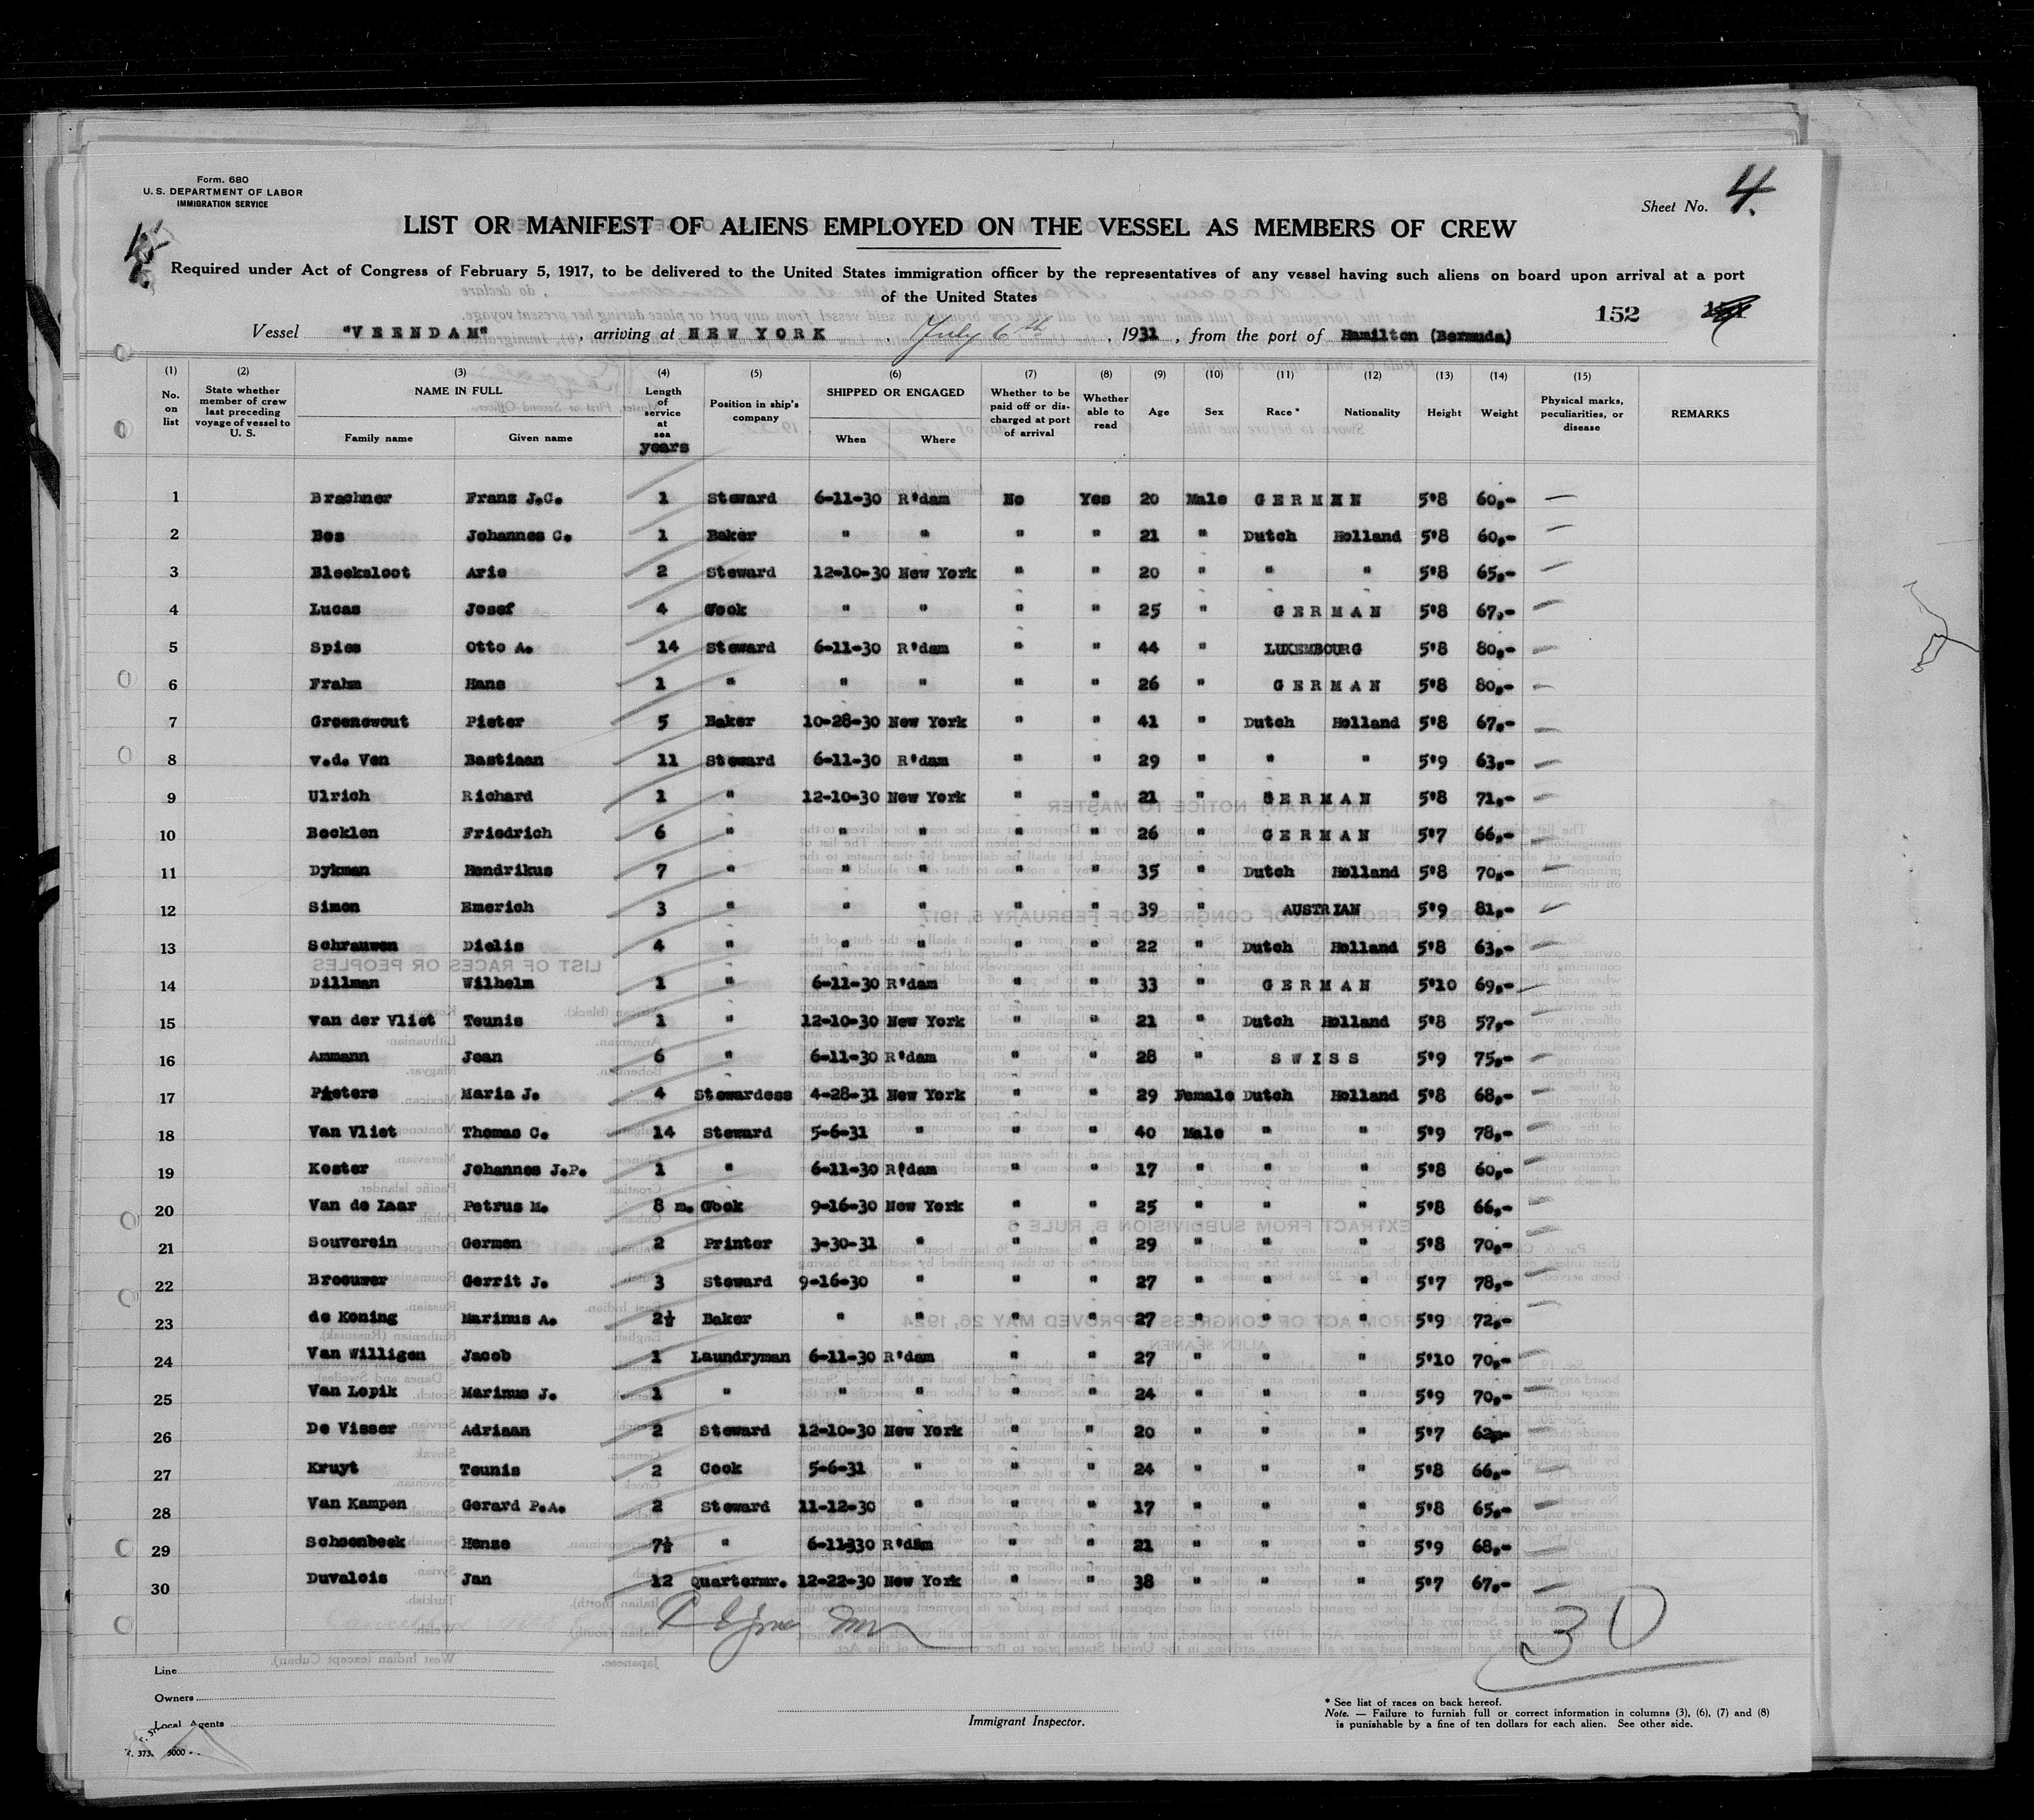 Form. 680
U. S. DEPARTMENT OF LABOR
IMMIGRATION SERVICE
Sheet No. 4.
LIST OR MANIFEST OF ALIENS EMPLOYED ON THE VESSEL AS MEMBERS OF CREW
Required under Act of Congress of February 5, 1917, to be delivered to the United States immigration officer by the representatives of any vessel having such aliens on board upon arrival at a port
of the United States
152
Vessel "VEENDAM", arriving at NEW YORK, July 6th, 1931, from the port of Hamilton (Bermuda)
(1) (2) (3) (4) (5) (6) (7) (8) (9) (10) (11) (12) (13) (14) (15)
No. on list State whether member of crew last preceding voyage of vessel to U. S. NAME IN FULL Family name Given name Length of service at sea years Position in ship's company SHIPPED OR ENGAGED When Where Whether to be paid off or discharged at port of arrival Whether able to read Age Sex Race * Nationality Height Weight Physical marks, peculiarities, or disease REMARKS
1 Brachner Frans J.C. 1 Steward 6-11-30 R'dam No Yes 20 Male GERMAN 5'8 60,- —
2 Bos Johannes C. 1 Baker " " " " 21 " Dutch Holland 5'8 60,- —
3 Bleeksloot Arie 2 Steward 12-10-30 New York " " 20 " " " 5'8 65,- —
4 Lucas Josef 4 Cook " " " " 25 " GERMAN 5'8 67,- —
5 Spies Otto A. 14 Steward 6-11-30 R'dam " " 44 " LUXEMBOURG 5'8 80,- —
6 Frahm Hans 1 " " " " " 26 " GERMAN 5'8 80,- —
7 Groenewout Pieter 5 Baker 10-28-30 New York " " 41 " Dutch Holland 5'8 67,- —
8 v.d. Ven Bastiaan 11 Steward 6-11-30 R'dam " " 29 " " " 5'9 63,- —
9 Ulrich Richard 1 " 12-10-30 New York " " 21 " GERMAN 5'8 71,- —
10 Becklen Friedrich 6 " " " " " 26 " GERMAN 5'7 66,- —
11 Dykman Hendrikus 7 " " " " " 35 " Dutch Holland 5'8 70,- —
12 Simon Emerich 3 " " " " " 39 " AUSTRIAN 5'9 81,- —
13 Schrauwen Dielis 4 " " " " " 22 " Dutch Holland 5'8 63,- —
14 Dillman Wilhelm 1 " 6-11-30 R'dam " " 33 " GERMAN 5'10 69,- —
15 van der Vliet Teunis 1 " 12-10-30 New York " " 21 " Dutch Holland 5'8 57,- —
16 Ammann Jean 6 " 6-11-30 R'dam " " 28 " SWISS 5'9 75,- —
17 Pieters Maria J. 4 Stewardess 4-28-31 New York " " 29 Female Dutch Holland 5'8 68,- —
18 Van Vliet Thomas C. 14 Steward 5-6-31 " " " 40 Male " " 5'9 78,- —
19 Koster Johannes J.P. 1 " 6-11-30 R'dam " " 17 " " " 5'8 60,- —
20 Van de Laar Petrus M. 8 m. Cook 9-16-30 New York " " 25 " " " 5'8 66,- —
21 Souverein Germen 2 Printer 3-30-31 " " " 29 " " " 5'8 70,- —
22 Breeuwer Gerrit J. 3 Steward 9-16-30 " " " 27 " " " 5'7 78,- —
23 de Koning Marinus A. 2½ Baker " " " " 27 " " " 5'9 72,- —
24 Van Willigen Jacob 1 Laundryman 6-11-30 R'dam " " 27 " " " 5'10 70,- —
25 Van Lopik Marinus J. 1 " " " " " 24 " " " 5'9 70,- —
26 De Visser Adriaan 2 Steward 12-10-30 New York " " 20 " " " 5'7 62,- —
27 Kruyt Teunis 2 Cook 5-6-31 " " " 24 " " " 5'8 66,- —
28 Van Kampen Gerard P.A. 2 Steward 11-12-30 " " " 17 " " " 5'8 65,- —
29 Schoenbeek Hense 7½ " 6-11-30 R'dam " " 21 " " " 5'9 68,- —
30 Duvalois Jan 12 Quartermr. 12-22-30 New York " " 38 " " " 5'7 67,- —
30
Line
Owners
Local Agents
Immigrant Inspector.
* See list of races on back hereof.
Note. — Failure to furnish full or correct information in columns (3), (6), (7) and (8)
is punishable by a fine of ten dollars for each alien. See other side.